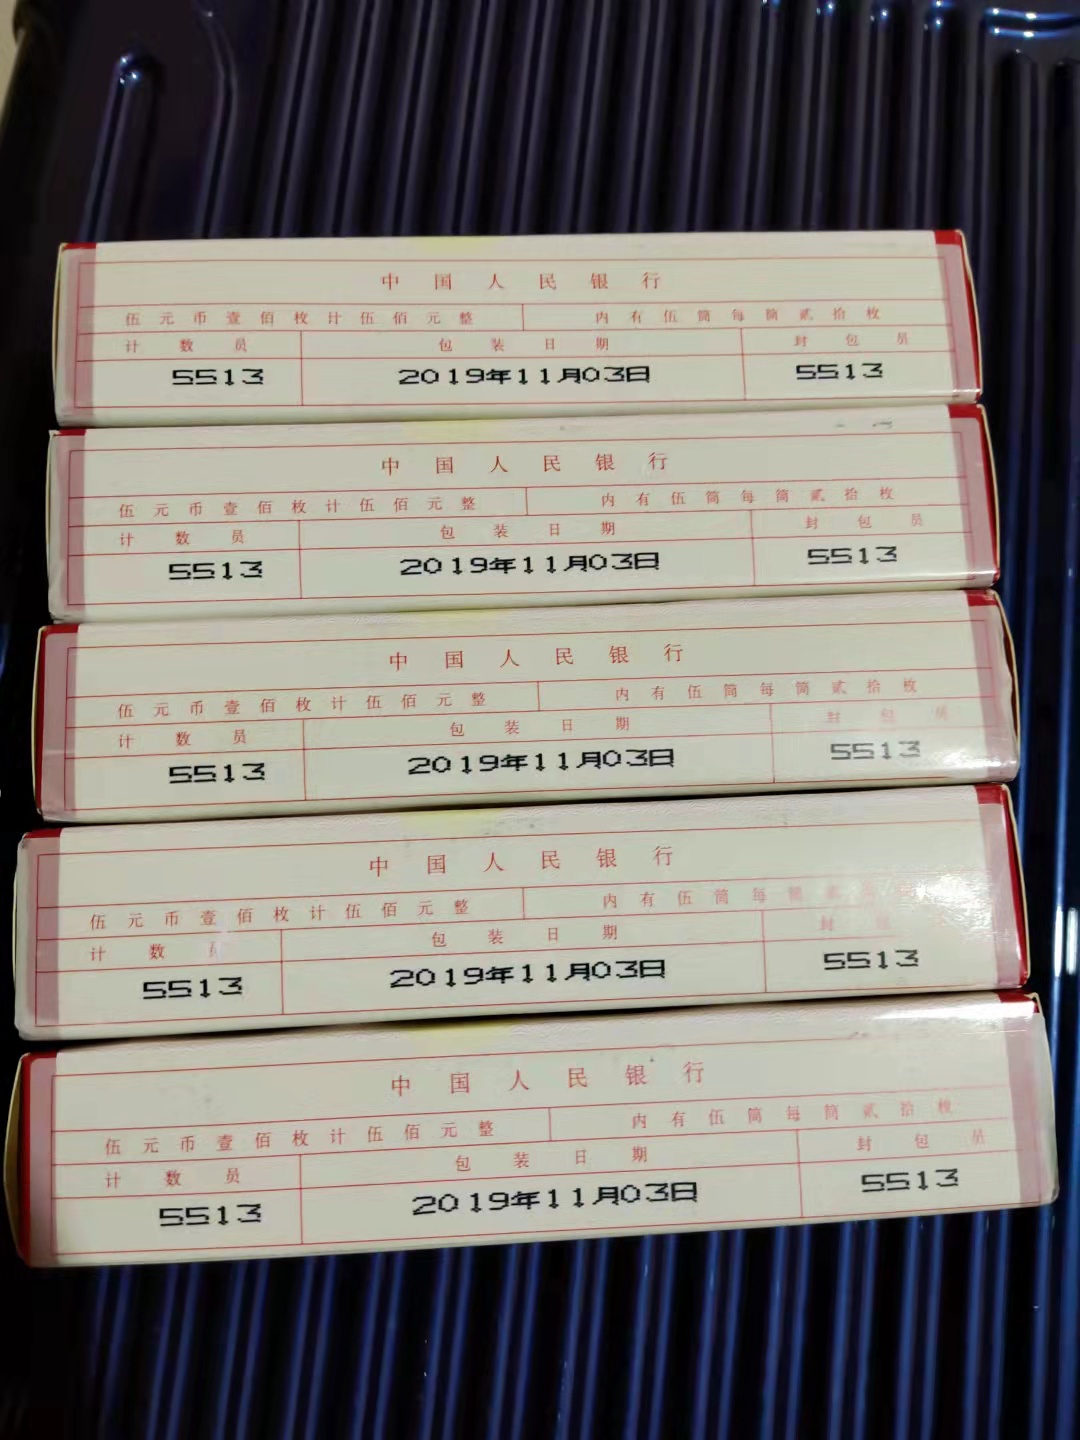 中国人民银行
伍元币壹佰枚计伍佰元整 内有伍筒每筒贰拾枚
计数员 包装日期 封包员
5513 2019年11月03日 5513
中国人民银行
伍元币壹佰枚计伍佰元整 内有伍筒每筒贰拾枚
计数员 包装日期 封包员
5513 2019年11月03日 5513
中国人民银行
伍元币壹佰枚计伍佰元整 内有伍筒每筒贰拾枚
计数员 包装日期 封包员
5513 2019年11月03日 5513
中国人民银行
伍元币壹佰枚计伍佰元整 内有伍筒每筒贰
计数 包装日期 封
5513 2019年11月03日 5513
中国人民银行
伍元币壹佰枚计伍佰元整 内有伍筒每筒贰拾枚
计数员 包装日期 封包员
5513 2019年11月03日 5513